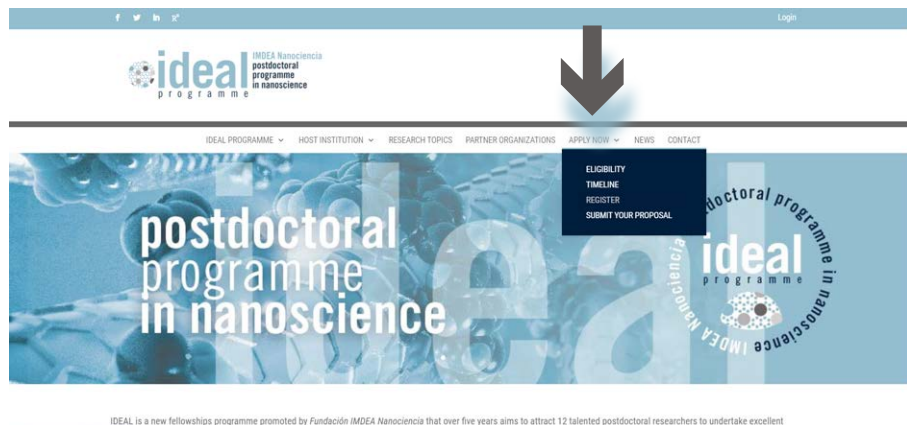 Login
ideal
programme
IMDEA Nanociencia
postdoctoral
programme
in nanoscience
IDEAL PROGRAMME HOST INSTITUTION RESEARCH TOPICS PARTNER ORGANIZATIONS APPLY NOW NEWS CONTACT
ELIGIBILITY
TIMELINE
REGISTER
SUBMIT YOUR PROPOSAL
ideal
postdoctoral
programme
in nanoscience
postdoctoral programme in nanoscience IMDEA Nanociencia
ideal
programme
IDEAL is a new fellowships programme promoted by Fundación IMDEA Nanociencia that over five years aims to attract 12 talented postdoctoral researchers to undertake excellent